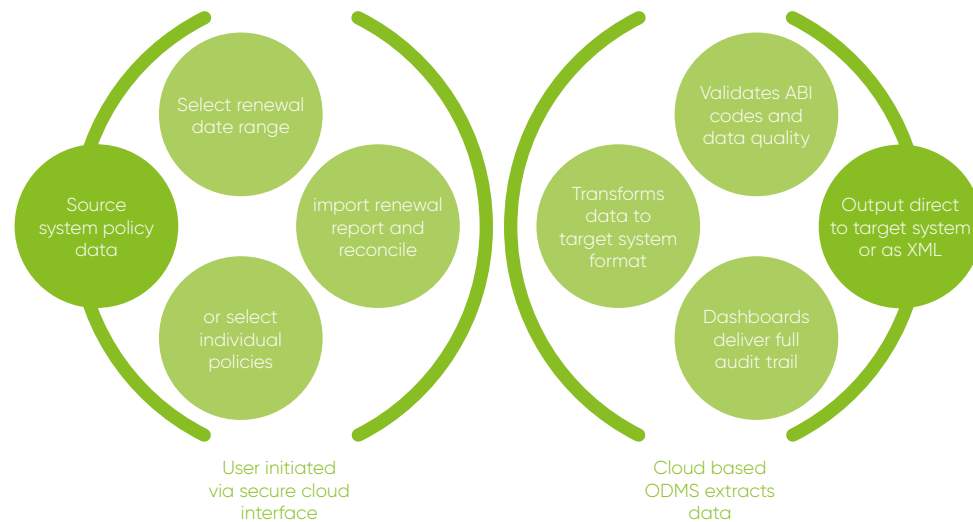 Source
system policy
data
Select renewal
date range
or select
individual
policies
import renewal
report and
reconcile
User initiated
via secure cloud
interface
Transforms
data to
target system
format
Validates ABI
codes and
data quality
Dashboards
deliver full
audit trail
Output direct
to target system
or as XML
Cloud based
ODMS extracts
data